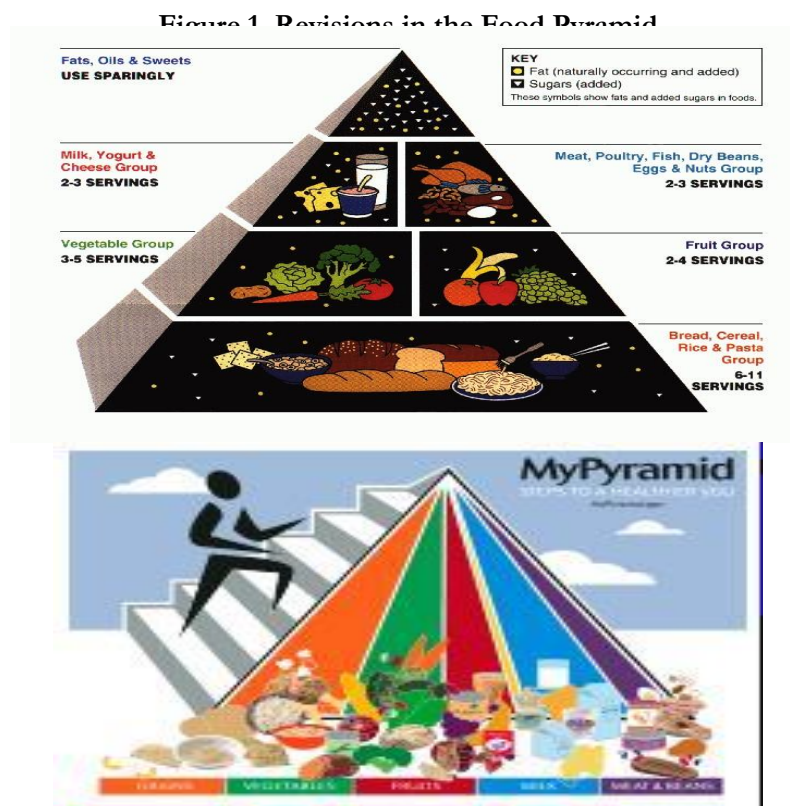 Figure 1. Revisions in the Food Pyramid
Fats, Oils & Sweets
USE SPARINGLY
KEY
Fat (naturally occurring and added)
Sugars (added)
These symbols show fats and added sugars in foods.
Milk, Yogurt &
Cheese Group
2-3 SERVINGS
Meat, Poultry, Fish, Dry Beans,
Eggs & Nuts Group
2-3 SERVINGS
Vegetable Group
3-5 SERVINGS
Fruit Group
2-4 SERVINGS
Bread, Cereal,
Rice & Pasta
Group
6-11
SERVINGS
MyPyramid
STEPS TO A HEALTHIER YOU
GRAINS
VEGETABLES
FRUITS
MILK
MEAT & BEANS